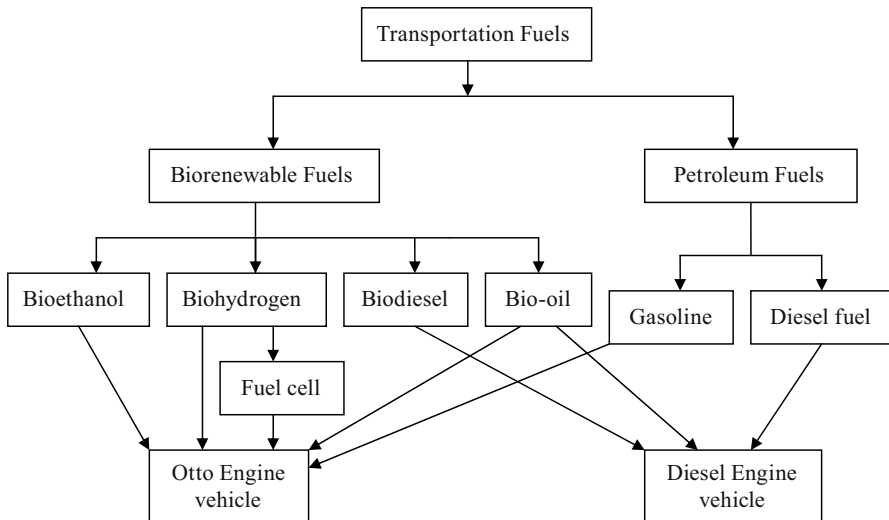 Transportation Fuels
Biorenewable Fuels
Petroleum Fuels
Bioethanol
Biohydrogen
Biodiesel
Bio-oil
Gasoline
Diesel fuel
Fuel cell
Otto Engine
vehicle
Diesel Engine
vehicle